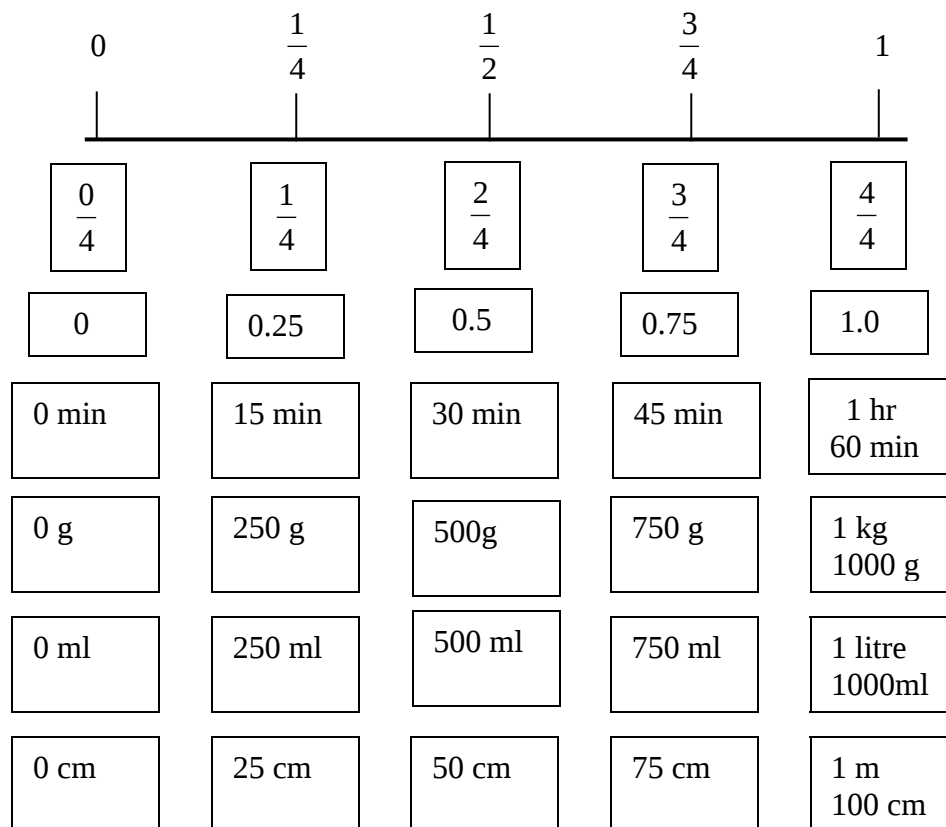 0 1/4 1/2 3/4 1
0/4 1/4 2/4 3/4 4/4
0 0.25 0.5 0.75 1.0
0 min 15 min 30 min 45 min 1 hr
60 min
0 g 250 g 500g 750 g 1 kg
1000 g
0 ml 250 ml 500 ml 750 ml 1 litre
1000ml
0 cm 25 cm 50 cm 75 cm 1 m
100 cm